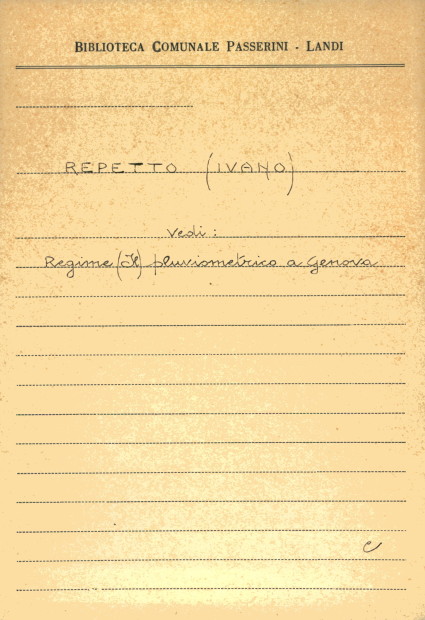 BIBLIOTECA COMUNALE PASSERINI - LANDI
REPETTO (IVANO)
Vedi:
Regime (Il) pluviometrico a Genova
c